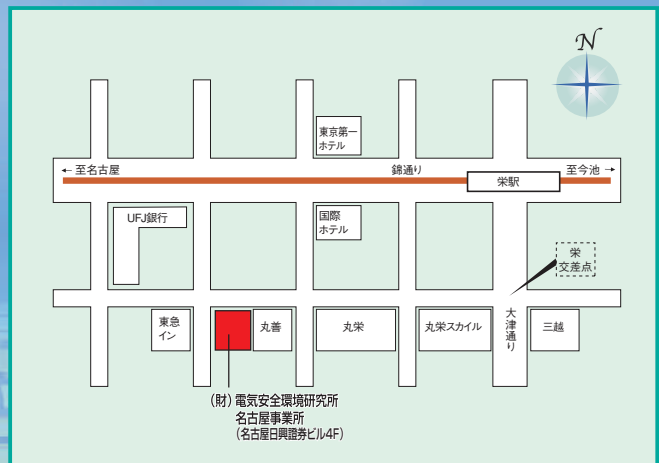 N
東京第一
ホテル
←至名古屋
錦通り
至今池→
栄駅
UFJ銀行
国際
ホテル
栄
交差点
東急
イン
丸善
丸栄
丸栄スカイル
大津通り
三越
(財)電気安全環境研究所
名古屋事業所
(名古屋日興證券ビル4F)